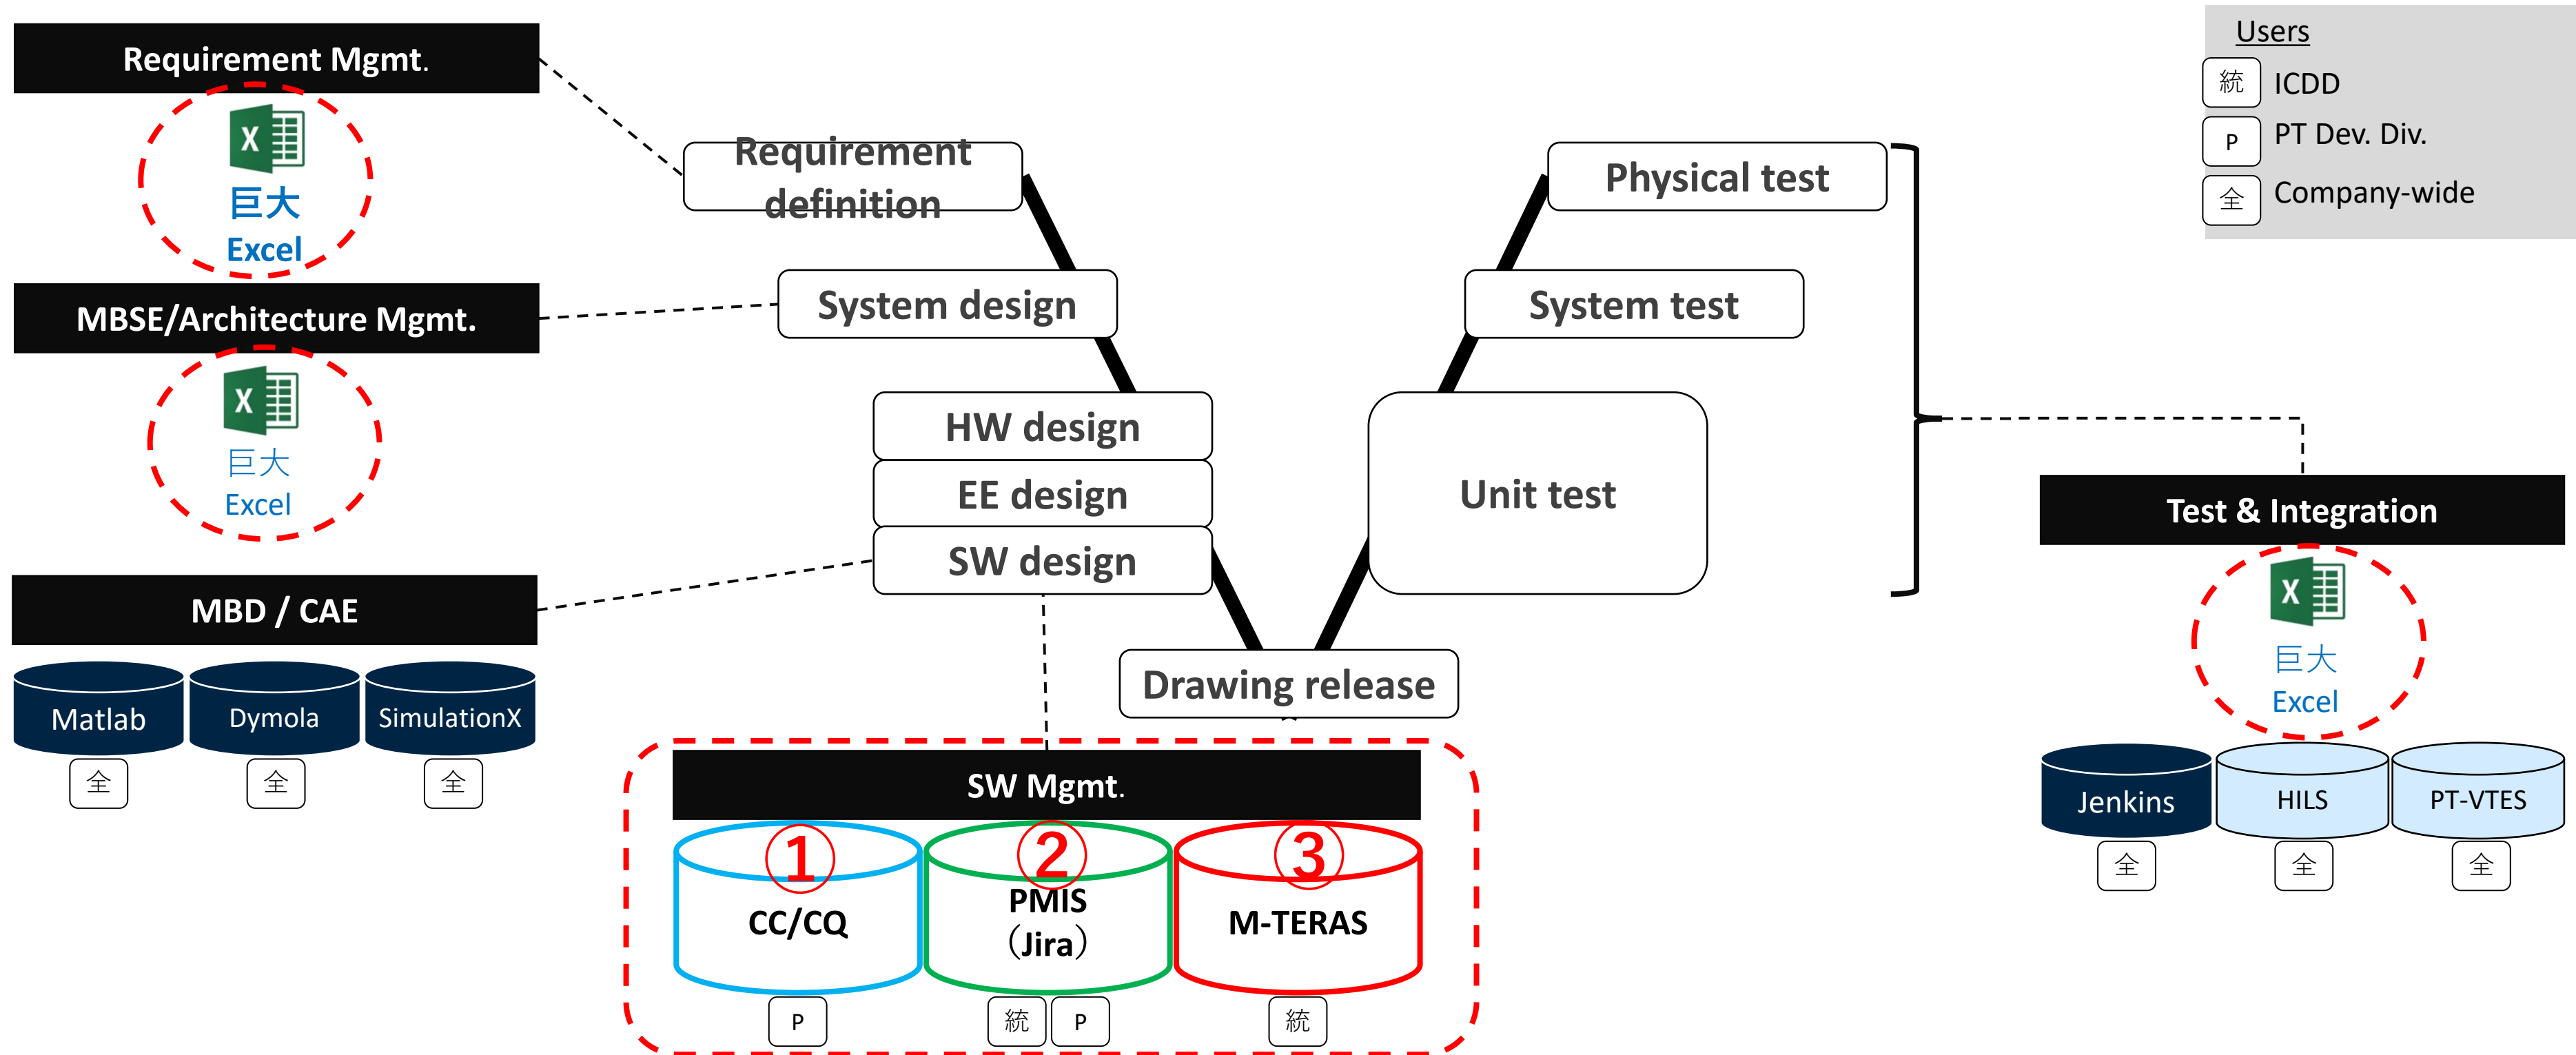 Requirement Mgmt.
X
巨大
Excel
MBSE/Architecture Mgmt.
X
巨大
Excel
MBD / CAE
Matlab
Dymola
SimulationX
全
全
全
Requirement
definition
System design
HW design
EE design
SW design
Drawing release
Physical test
System test
Unit test
SW Mgmt.
①
CC/CQ
P
②
PMIS
（Jira）
統
P
③
M-TERAS
統
Users
統 ICDD
P PT Dev. Div.
全 Company-wide
Test & Integration
X
巨大
Excel
Jenkins
HILS
PT-VTES
全
全
全